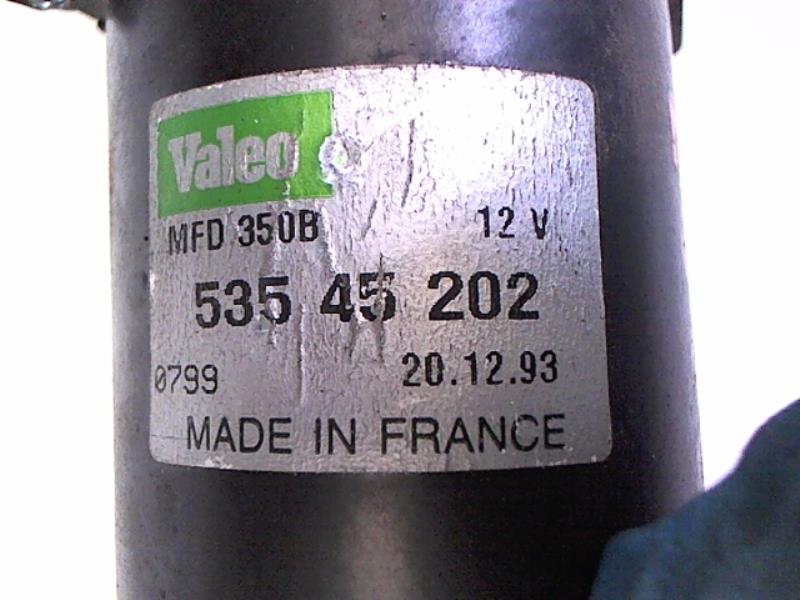 Valeo
MFD 350B 12 V
535 45 202
0799 20.12.93
MADE IN FRANCE